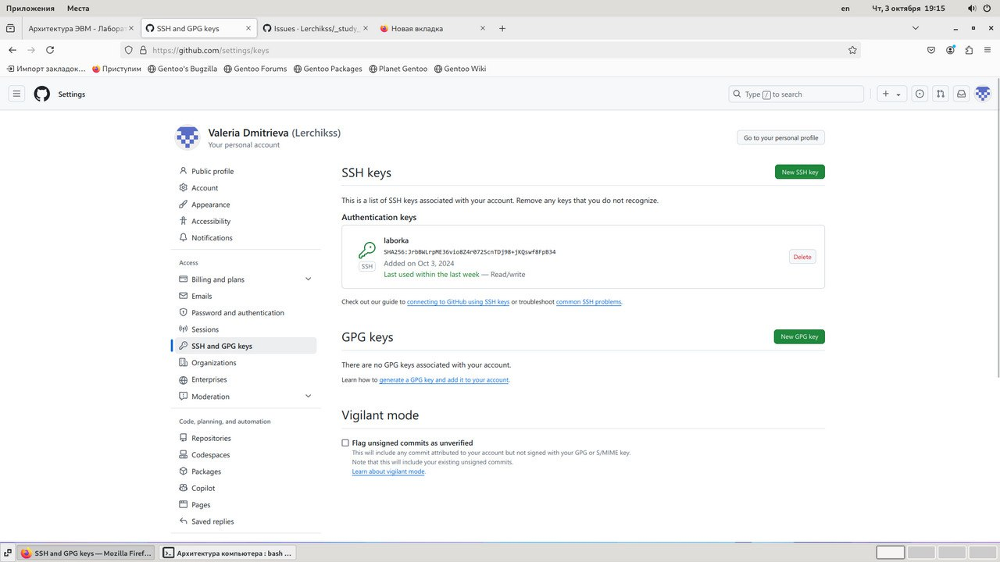 Приложения Места en Чт, 3 октября 19:15
Архитектура ЭВМ - Лаборат SSH and GPG keys Issues · Lerchikss/_study_ Новая вкладка
https://github.com/settings/keys
Импорт закладок… Приступим Gentoo's Bugzilla Gentoo Forums Gentoo Packages Planet Gentoo Gentoo Wiki
Settings Type / to search
Valeria Dmitrieva (Lerchikss)
Your personal account
Go to your personal profile
Public profile
Account
Appearance
Accessibility
Notifications
Access
Billing and plans
Emails
Password and authentication
Sessions
SSH and GPG keys
Organizations
Enterprises
Moderation
Code, planning, and automation
Repositories
Codespaces
Packages
Copilot
Pages
Saved replies
SSH keys
New SSH key
This is a list of SSH keys associated with your account. Remove any keys that you do not recognize.
Authentication keys
laborka
SHA256:JrbBWLrpME36vio8Z4r072ScnTDj98+jKQswf8FpB34
SSH
Added on Oct 3, 2024
Last used within the last week — Read/write
Delete
Check out our guide to connecting to GitHub using SSH keys or troubleshoot common SSH problems.
GPG keys
New GPG key
There are no GPG keys associated with your account.
Learn how to generate a GPG key and add it to your account.
Vigilant mode
Flag unsigned commits as unverified
This will include any commit attributed to your account but not signed with your GPG or S/MIME key.
Note that this will include your existing unsigned commits.
Learn about vigilant mode.
SSH and GPG keys — Mozilla Firef… Архитектура компьютера : bash …